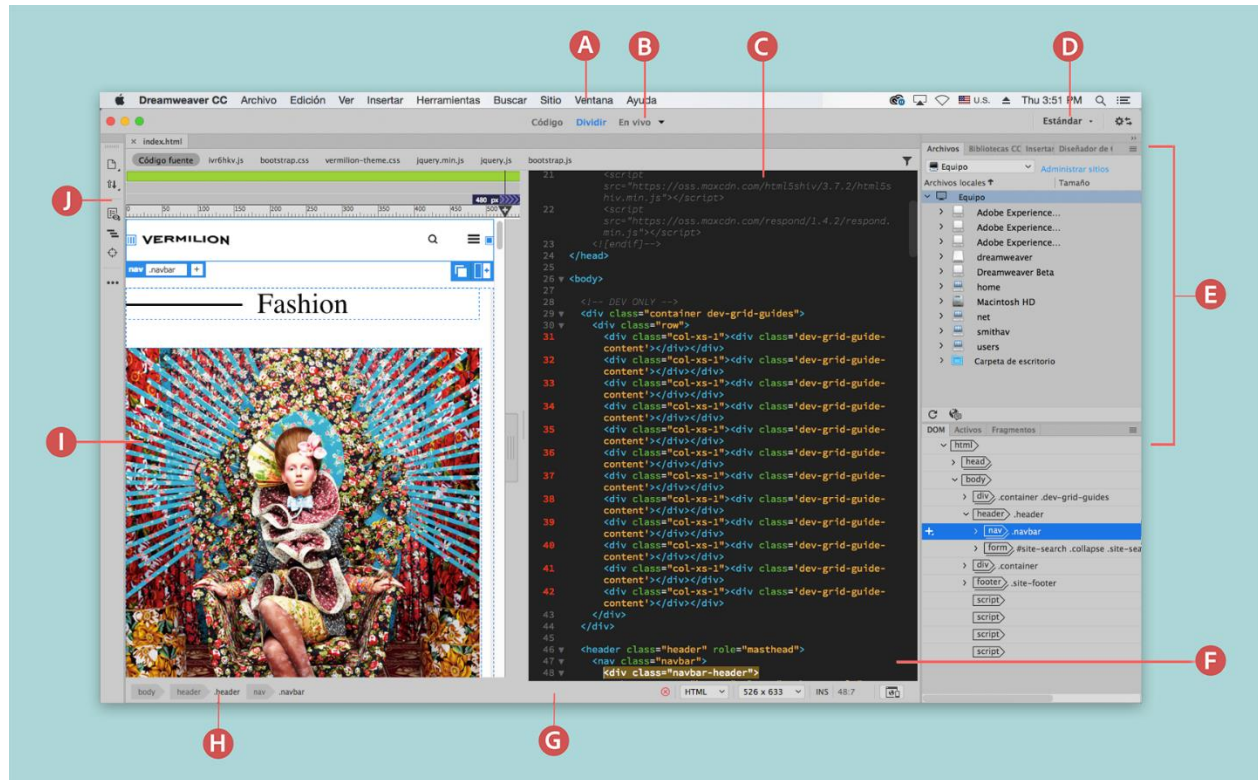 A
B
C
D
Dreamweaver CC Archivo Edición Ver Insertar Herramientas Buscar Sitio Ventana Ayuda U.S. Thu 3:51 PM
Código Dividir En vivo Estándar
× index.html
Código fuente ivr6hkv.js bootstrap.css vermilion-theme.css jquery.min.js jquery.js bootstrap.js
480 px
0 50 100 150 200 250 300 350 400 450 500
VERMILION
nav .navbar +
Fashion
21 <script
src="https://oss.maxcdn.com/html5shiv/3.7.2/html5s
hiv.min.js"></script>
22 <script
src="https://oss.maxcdn.com/respond/1.4.2/respond.
min.js"></script>
23 <![endif]-->
24 </head>
25
26 <body>
27
28 <!-- DEV ONLY -->
29 <div class="container dev-grid-guides">
30 <div class="row">
31 <div class="col-xs-1"><div class='dev-grid-guide-
content'></div></div>
32 <div class="col-xs-1"><div class='dev-grid-guide-
content'></div></div>
33 <div class="col-xs-1"><div class='dev-grid-guide-
content'></div></div>
34 <div class="col-xs-1"><div class='dev-grid-guide-
content'></div></div>
35 <div class="col-xs-1"><div class='dev-grid-guide-
content'></div></div>
36 <div class="col-xs-1"><div class='dev-grid-guide-
content'></div></div>
37 <div class="col-xs-1"><div class='dev-grid-guide-
content'></div></div>
38 <div class="col-xs-1"><div class='dev-grid-guide-
content'></div></div>
39 <div class="col-xs-1"><div class='dev-grid-guide-
content'></div></div>
40 <div class="col-xs-1"><div class='dev-grid-guide-
content'></div></div>
41 <div class="col-xs-1"><div class='dev-grid-guide-
content'></div></div>
42 <div class="col-xs-1"><div class='dev-grid-guide-
content'></div></div>
43 </div>
44 </div>
45
46 <header class="header" role="masthead">
47 <nav class="navbar">
48 <div class="navbar-header">
Archivos Bibliotecas CC Insertar Diseñador de
Equipo Administrar sitios
Archivos locales Tamaño
Equipo
Adobe Experience...
Adobe Experience...
Adobe Experience...
dreamweaver
Dreamweaver Beta
home
Macintosh HD
net
smithav
users
Carpeta de escritorio
DOM Activos Fragmentos
html
head
body
div .container .dev-grid-guides
header .header
nav .navbar
form #site-search .collapse .site-sea
div .container
footer .site-footer
script
script
script
script
body header .header nav .navbar HTML 526 x 633 INS 48:7
E
F
G
H
I
J